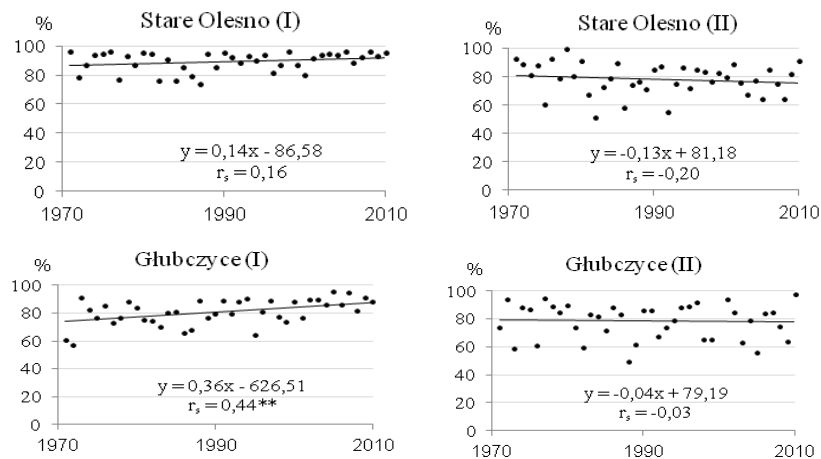 Stare Olesno (I)
%
100
80
60
40
20
0
y = 0,14x - 86,58
rs = 0,16
1970 1990 2010
Stare Olesno (II)
%
100
80
60
40
20
0
y = -0,13x + 81,18
rs = -0,20
1970 1990 2010
Głubczyce (I)
%
100
80
60
40
20
0
y = 0,36x - 626,51
rs = 0,44**
1970 1990 2010
Głubczyce (II)
%
100
80
60
40
20
0
y = -0,04x + 79,19
rs = -0,03
1970 1990 2010